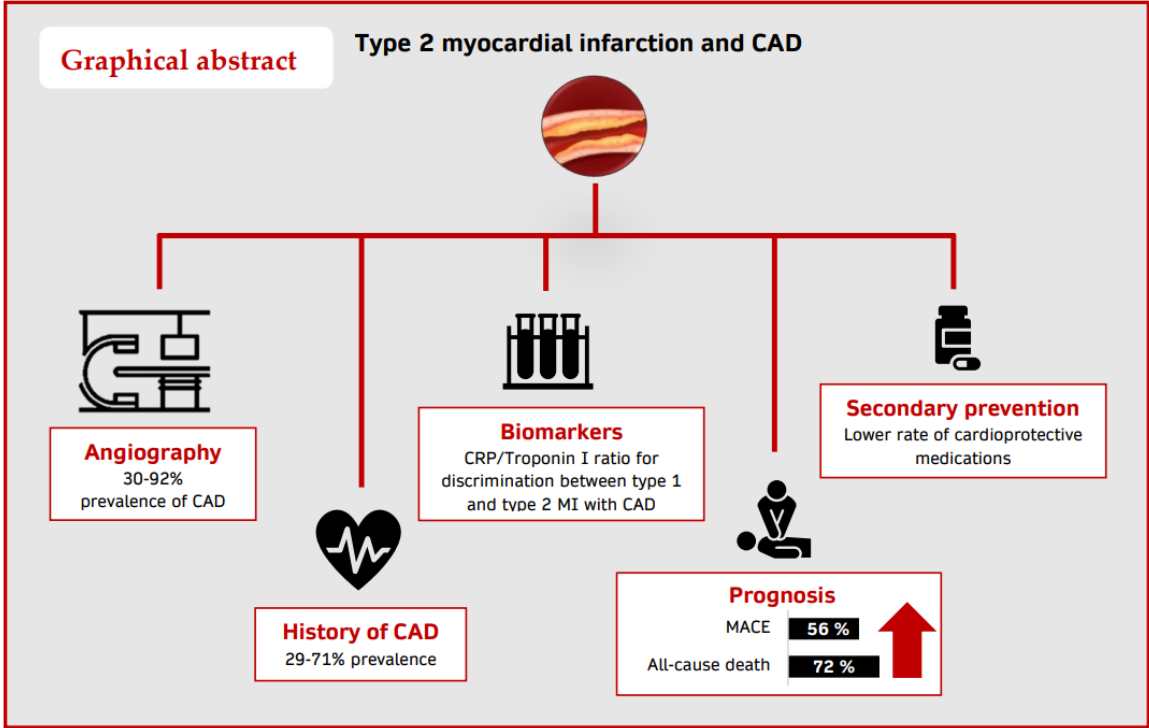 Graphical abstract
Type 2 myocardial infarction and CAD
Angiography
30-92%
prevalence of CAD
History of CAD
29-71% prevalence
Biomarkers
CRP/Troponin I ratio for
discrimination between type 1
and type 2 MI with CAD
Prognosis
MACE 56 %
All-cause death 72 %
Secondary prevention
Lower rate of cardioprotective
medications